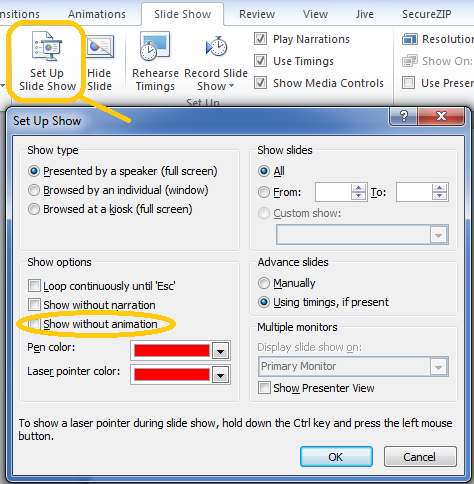 nsitions Animations Slide Show Review View Jive SecureZIP
Set Up Slide Show
Hide Slide
Rehearse Timings
Record Slide Show
Play Narrations
Use Timings
Show Media Controls
Resolution
Show On:
Use Prese
Set Up
Set Up Show
Show type
Presented by a speaker (full screen)
Browsed by an individual (window)
Browsed at a kiosk (full screen)
Show slides
All
From: To:
Custom show:
Show options
Loop continuously until 'Esc'
Show without narration
Show without animation
Pen color:
Laser pointer color:
Advance slides
Manually
Using timings, if present
Multiple monitors
Display slide show on:
Primary Monitor
Show Presenter View
To show a laser pointer during slide show, hold down the Ctrl key and press the left mouse
button.
OK Cancel